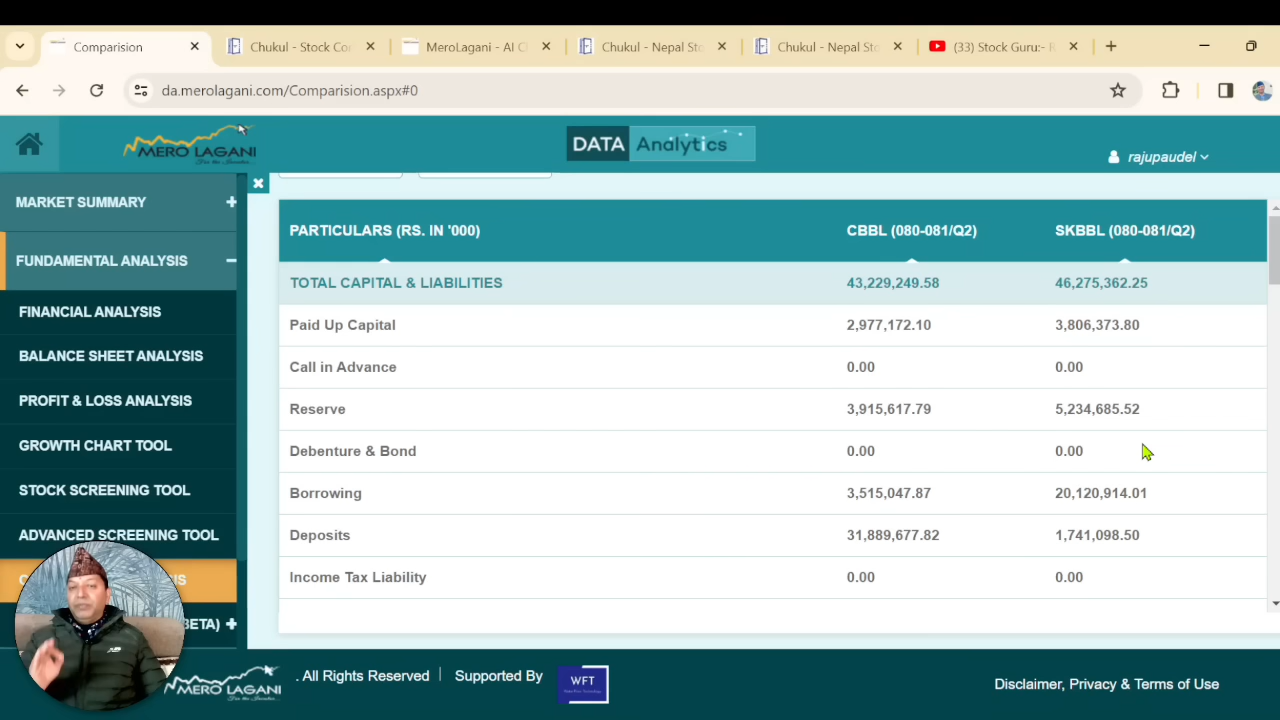 Comparision
Chukul - Stock Co
MeroLagani - AI C
Chukul - Nepal Sto
Chukul - Nepal Sto
(33) Stock Guru:- R
da.merolagani.com/Comparision.aspx#0
MERO LAGANI
DATA Analytics
rajupaudel
MARKET SUMMARY
FUNDAMENTAL ANALYSIS
FINANCIAL ANALYSIS
BALANCE SHEET ANALYSIS
PROFIT & LOSS ANALYSIS
GROWTH CHART TOOL
STOCK SCREENING TOOL
ADVANCED SCREENING TOOL
BETA)
PARTICULARS (RS. IN '000) CBBL (080-081/Q2) SKBBL (080-081/Q2)
TOTAL CAPITAL & LIABILITIES 43,229,249.58 46,275,362.25
Paid Up Capital 2,977,172.10 3,806,373.80
Call in Advance 0.00 0.00
Reserve 3,915,617.79 5,234,685.52
Debenture & Bond 0.00 0.00
Borrowing 3,515,047.87 20,120,914.01
Deposits 31,889,677.82 1,741,098.50
Income Tax Liability 0.00 0.00
MERO LAGANI
. All Rights Reserved
Supported By
WFT
Disclaimer, Privacy & Terms of Use